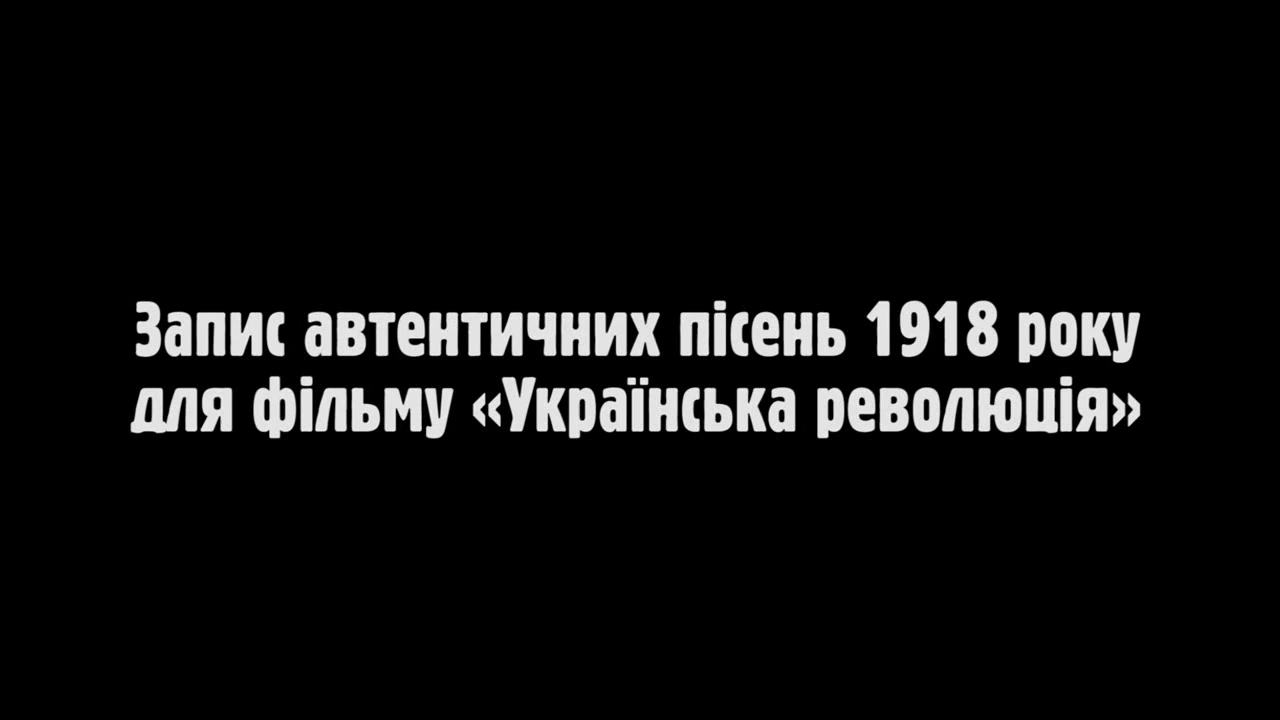 Запис автентичних пісень 1918 року
для фільму «Українська революція»